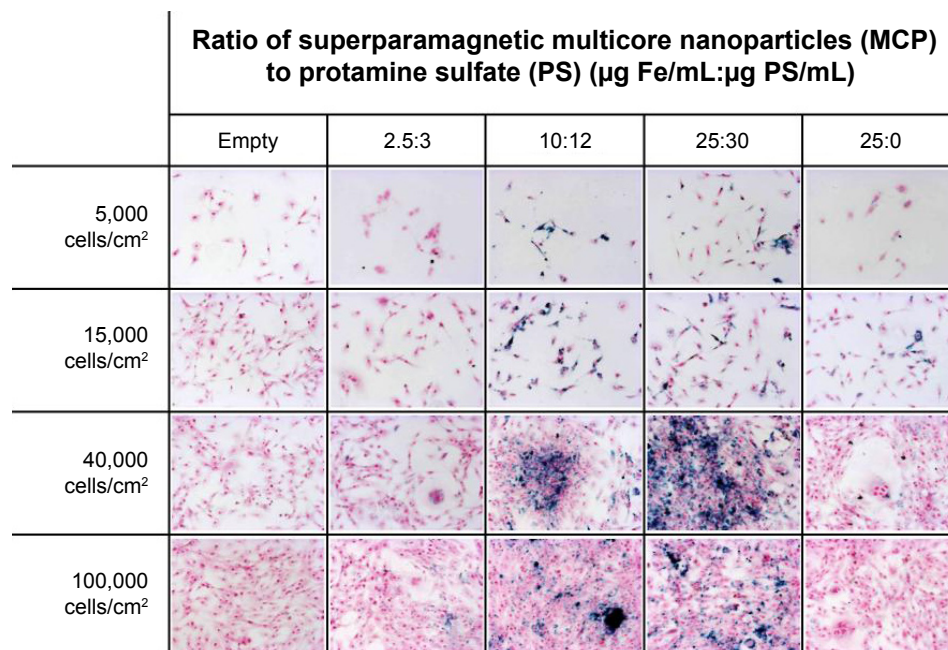 Ratio of superparamagnetic multicore nanoparticles (MCP)
to protamine sulfate (PS) (µg Fe/mL:µg PS/mL)
Empty 2.5:3 10:12 25:30 25:0
5,000
cells/cm²
15,000
cells/cm²
40,000
cells/cm²
100,000
cells/cm²